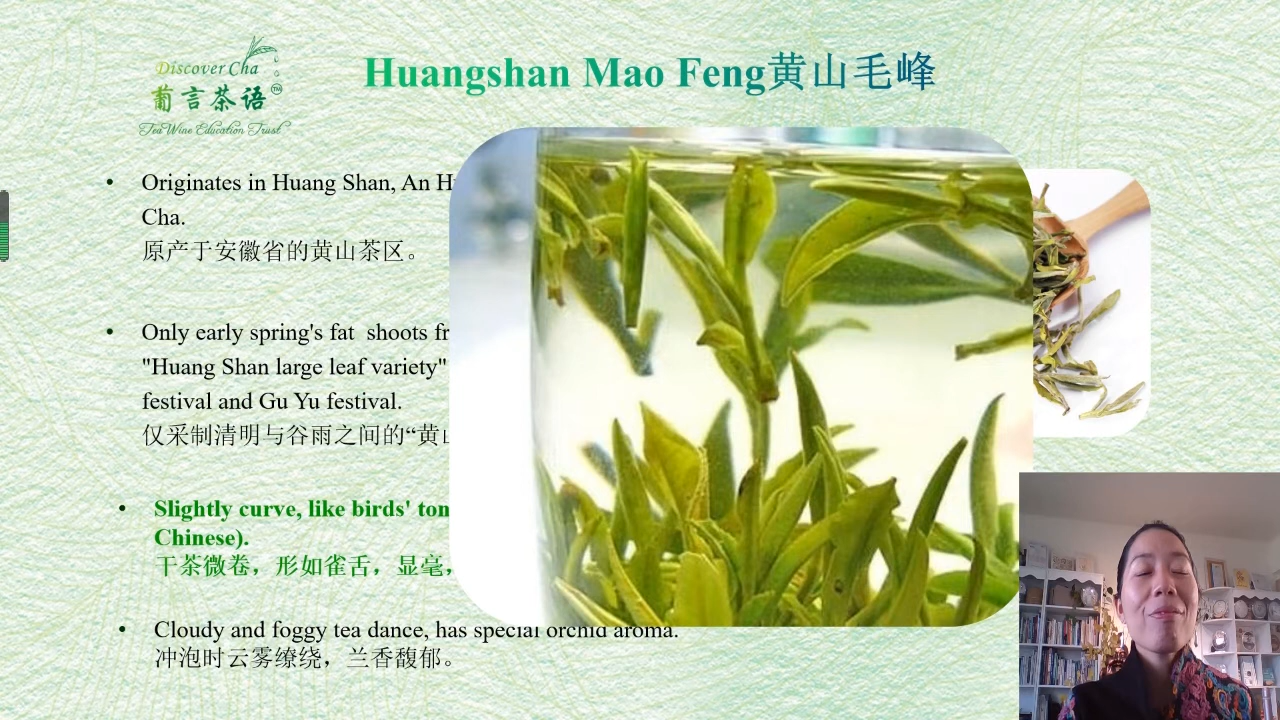 Discover Cha
葡言茶语™
Tea Wine Education Trust
Huangshan Mao Feng黄山毛峰
• Originates in Huang Shan, An H
Cha.
原产于安徽省的黄山茶区。
• Only early spring's fat shoots fr
"Huang Shan large leaf variety"
festival and Gu Yu festival.
仅采制清明与谷雨之间的“黄山
• Slightly curve, like birds' ton
Chinese).
干茶微卷，形如雀舌，显毫，
• Cloudy and foggy tea dance, has special orchid aroma.
冲泡时云雾缭绕，兰香馥郁。